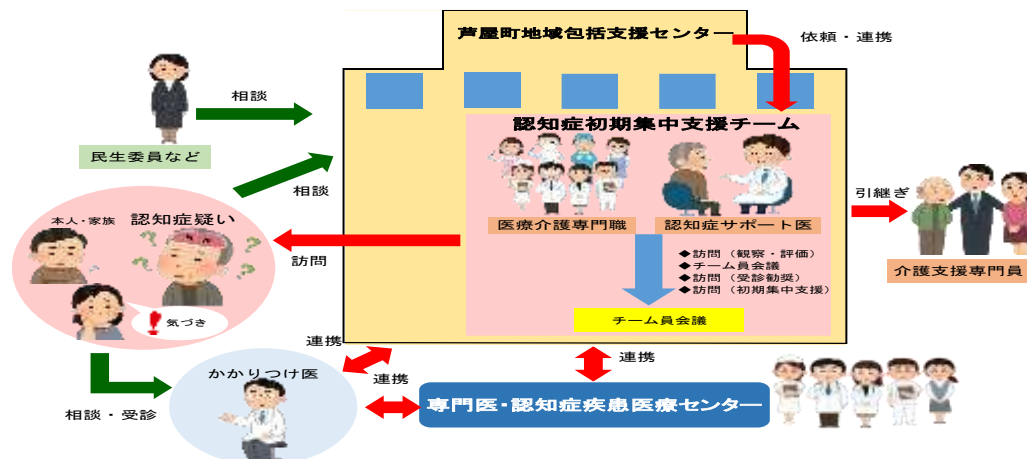 芦屋町地域包括支援センター
依頼・連携
相談
民生委員など
認知症初期集中支援チーム
相談
本人・家族
認知症疑い
訪問
気づき
医療介護専門職
認知症サポート医
引継ぎ
介護支援専門員
◆訪問（観察・評価）
◆チーム員会議
◆訪問（受診勧奨）
◆訪問（初期集中支援）
チーム員会議
連携
連携
連携
かかりつけ医
相談・受診
専門医・認知症疾患医療センター